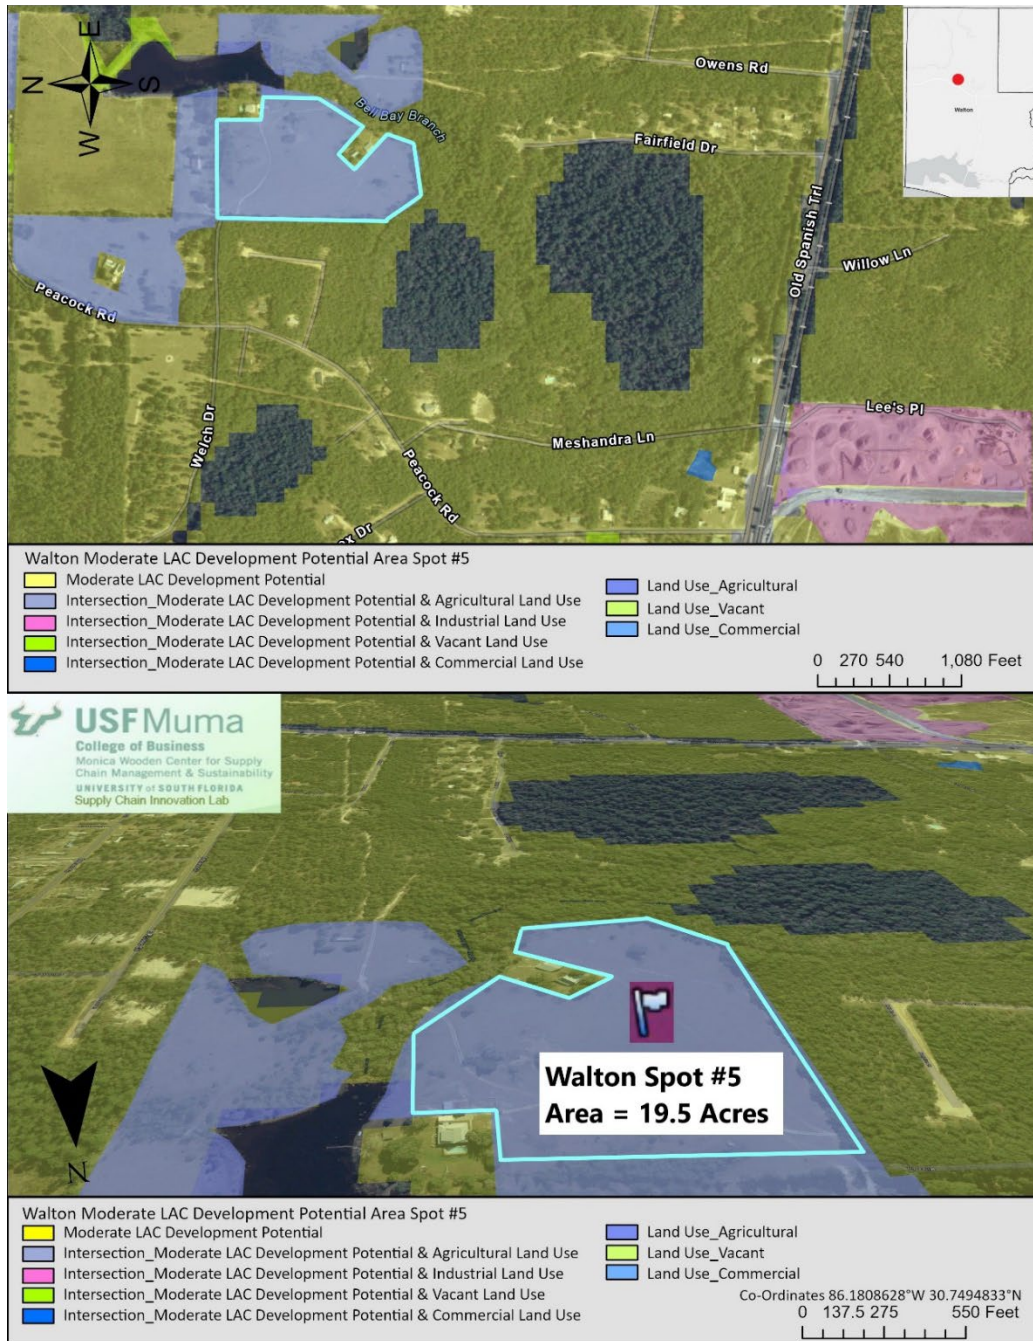 N
E
S
W
Owens Rd
Bell Bay Branch
Fairfield Dr
Walton
Old Spanish Trl
Willow Ln
Peacock Rd
Welch Dr
Lee's Pl
Meshandra Ln
Peacock Rd
ex Dr
Walton Moderate LAC Development Potential Area Spot #5
Moderate LAC Development Potential
Intersection_Moderate LAC Development Potential & Agricultural Land Use
Intersection_Moderate LAC Development Potential & Industrial Land Use
Intersection_Moderate LAC Development Potential & Vacant Land Use
Intersection_Moderate LAC Development Potential & Commercial Land Use
Land Use_Agricultural
Land Use_Vacant
Land Use_Commercial
0 270 540 1,080 Feet
USF Muma
College of Business
Monica Wooden Center for Supply
Chain Management & Sustainability
UNIVERSITY of SOUTH FLORIDA
Supply Chain Innovation Lab
Walton Spot #5
Area = 19.5 Acres
N
Walton Moderate LAC Development Potential Area Spot #5
Moderate LAC Development Potential
Intersection_Moderate LAC Development Potential & Agricultural Land Use
Intersection_Moderate LAC Development Potential & Industrial Land Use
Intersection_Moderate LAC Development Potential & Vacant Land Use
Intersection_Moderate LAC Development Potential & Commercial Land Use
Land Use_Agricultural
Land Use_Vacant
Land Use_Commercial
Co-Ordinates 86.1808628°W 30.7494833°N
0 137.5 275 550 Feet